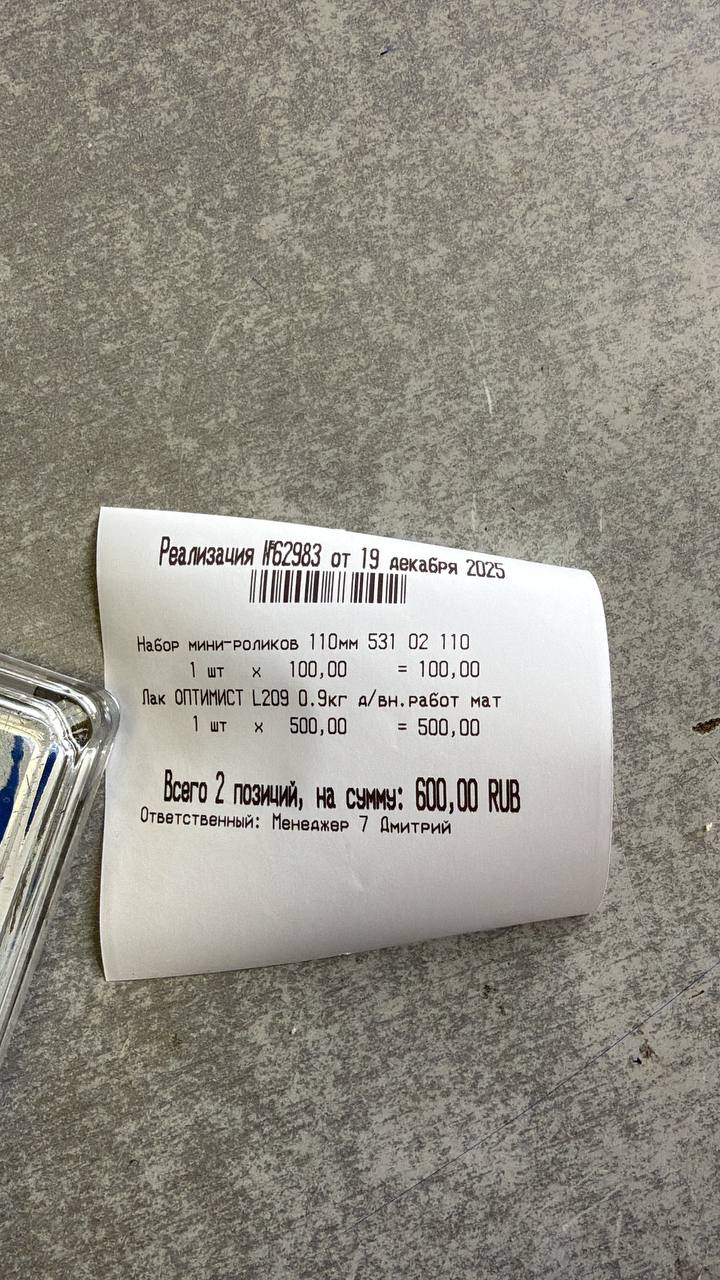 Реализация №62983 от 19 декабря 2025
Набор мини-роликов 110мм 531 02 110
1 шт x 100,00 = 100,00
Лак ОПТИМИСТ L209 0.9кг д/вн.работ мат
1 шт x 500,00 = 500,00
Всего 2 позиций, на сумму: 600,00 RUB
Ответственный: Менеджер 7 Дмитрий